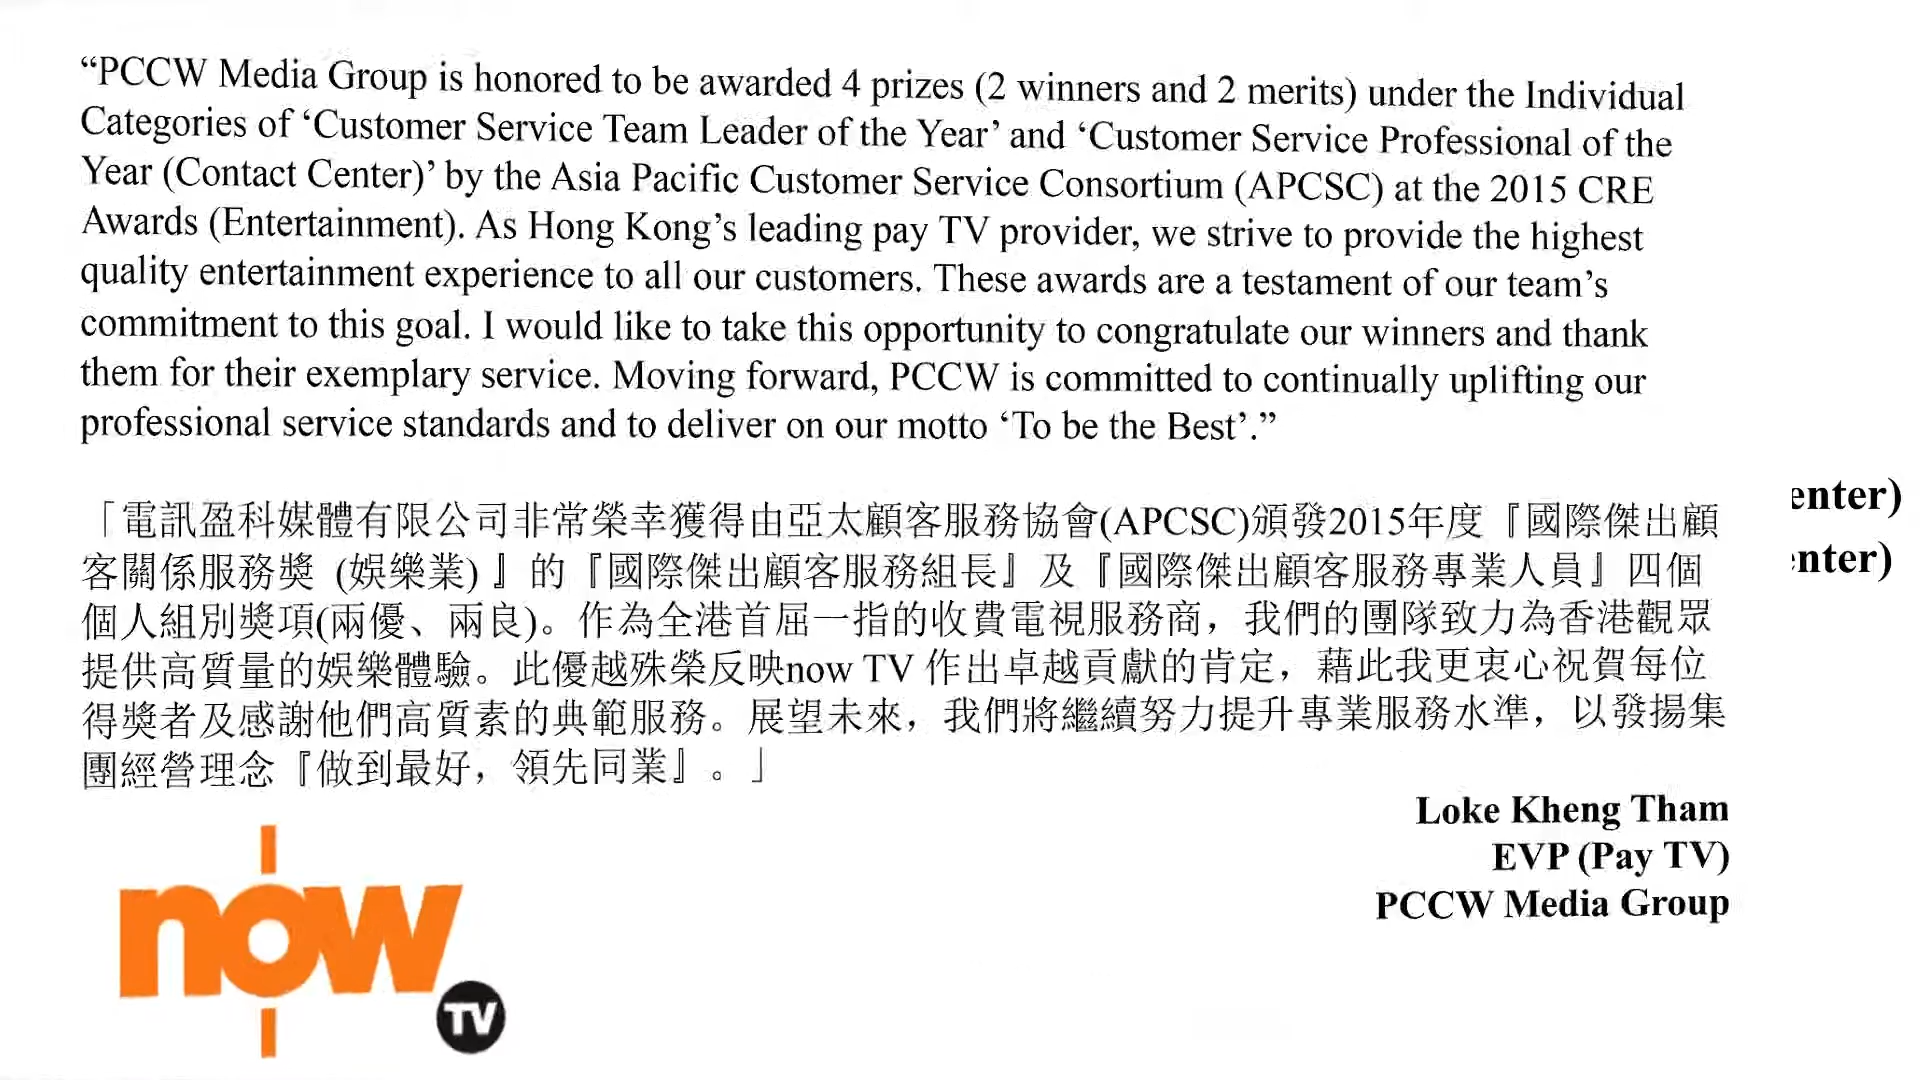 “PCCW Media Group is honored to be awarded 4 prizes (2 winners and 2 merits) under the Individual
Categories of ‘Customer Service Team Leader of the Year’ and ‘Customer Service Professional of the
Year (Contact Center)’ by the Asia Pacific Customer Service Consortium (APCSC) at the 2015 CRE
Awards (Entertainment). As Hong Kong’s leading pay TV provider, we strive to provide the highest
quality entertainment experience to all our customers. These awards are a testament of our team’s
commitment to this goal. I would like to take this opportunity to congratulate our winners and thank
them for their exemplary service. Moving forward, PCCW is committed to continually uplifting our
professional service standards and to deliver on our motto ‘To be the Best’.”
enter)
「電訊盈科媒體有限公司非常榮幸獲得由亞太顧客服務協會(APCSC)頒發2015年度『國際傑出顧
enter)
客關係服務獎 (娛樂業) 』的『國際傑出顧客服務組長』及『國際傑出顧客服務專業人員』四個
個人組別獎項(兩優、兩良)。作為全港首屈一指的收費電視服務商，我們的團隊致力為香港觀眾
提供高質量的娛樂體驗。此優越殊榮反映now TV 作出卓越貢獻的肯定，藉此我更衷心祝賀每位
得獎者及感謝他們高質素的典範服務。展望未來，我們將繼續努力提升專業服務水準，以發揚集
團經營理念『做到最好，領先同業』。」
Loke Kheng Tham
EVP (Pay TV)
PCCW Media Group
now
TV